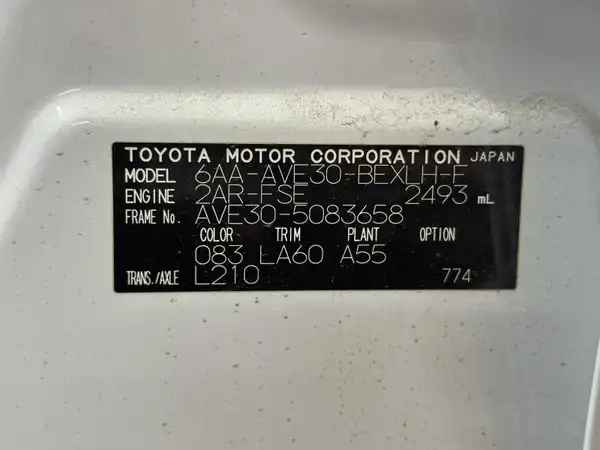 TOYOTA MOTOR CORPORATION JAPAN
MODEL 6AA-AVE30-BEXLH-F
ENGINE 2AR-FSE 2493 mL
FRAME No. AVE30-5083658
COLOR TRIM PLANT OPTION
083 LA60 A55
TRANS./AXLE L210 774